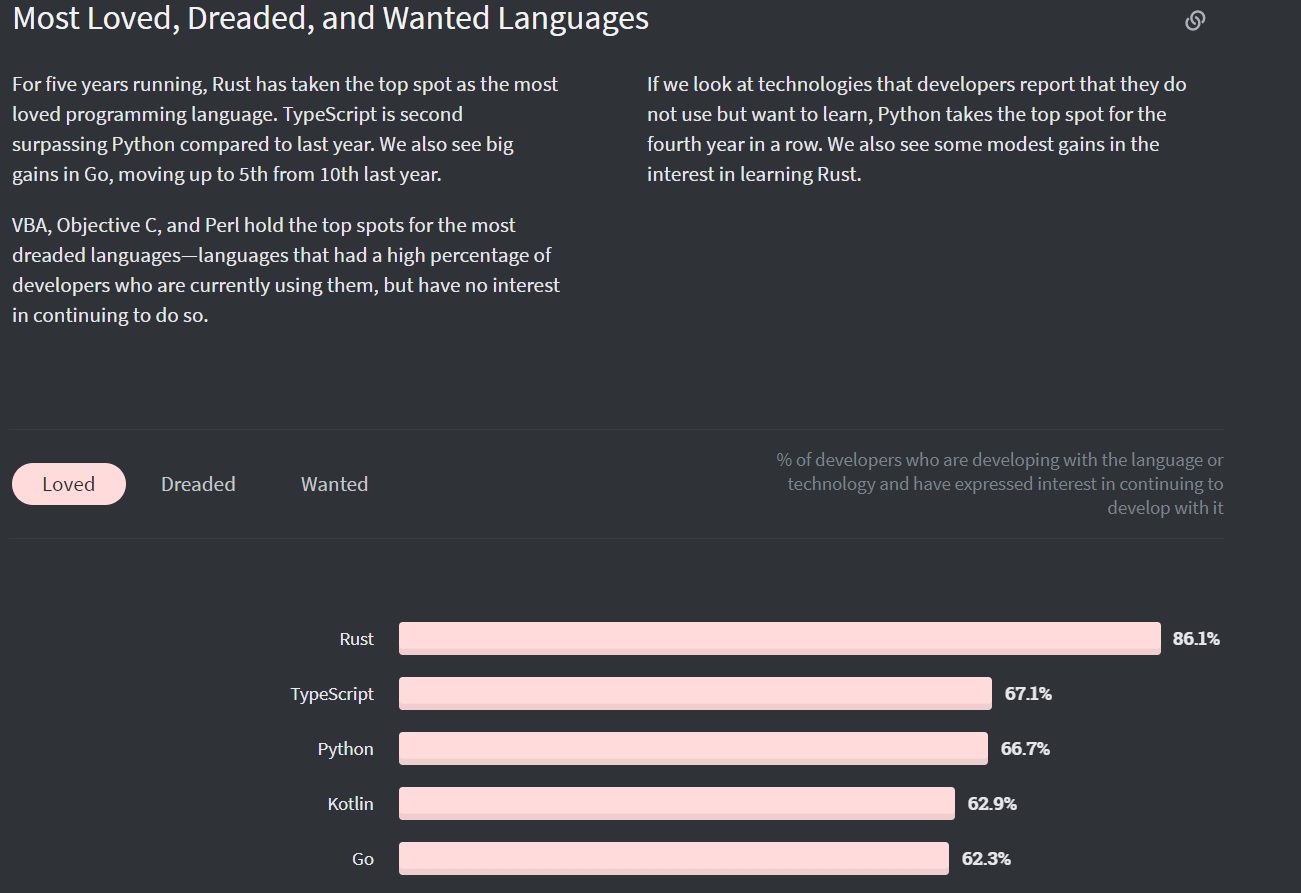 Most Loved, Dreaded, and Wanted Languages
For five years running, Rust has taken the top spot as the most
loved programming language. TypeScript is second
surpassing Python compared to last year. We also see big
gains in Go, moving up to 5th from 10th last year.
VBA, Objective C, and Perl hold the top spots for the most
dreaded languages—languages that had a high percentage of
developers who are currently using them, but have no interest
in continuing to do so.
If we look at technologies that developers report that they do
not use but want to learn, Python takes the top spot for the
fourth year in a row. We also see some modest gains in the
interest in learning Rust.
Loved Dreaded Wanted
% of developers who are developing with the language or
technology and have expressed interest in continuing to
develop with it
Rust 86.1%
TypeScript 67.1%
Python 66.7%
Kotlin 62.9%
Go 62.3%